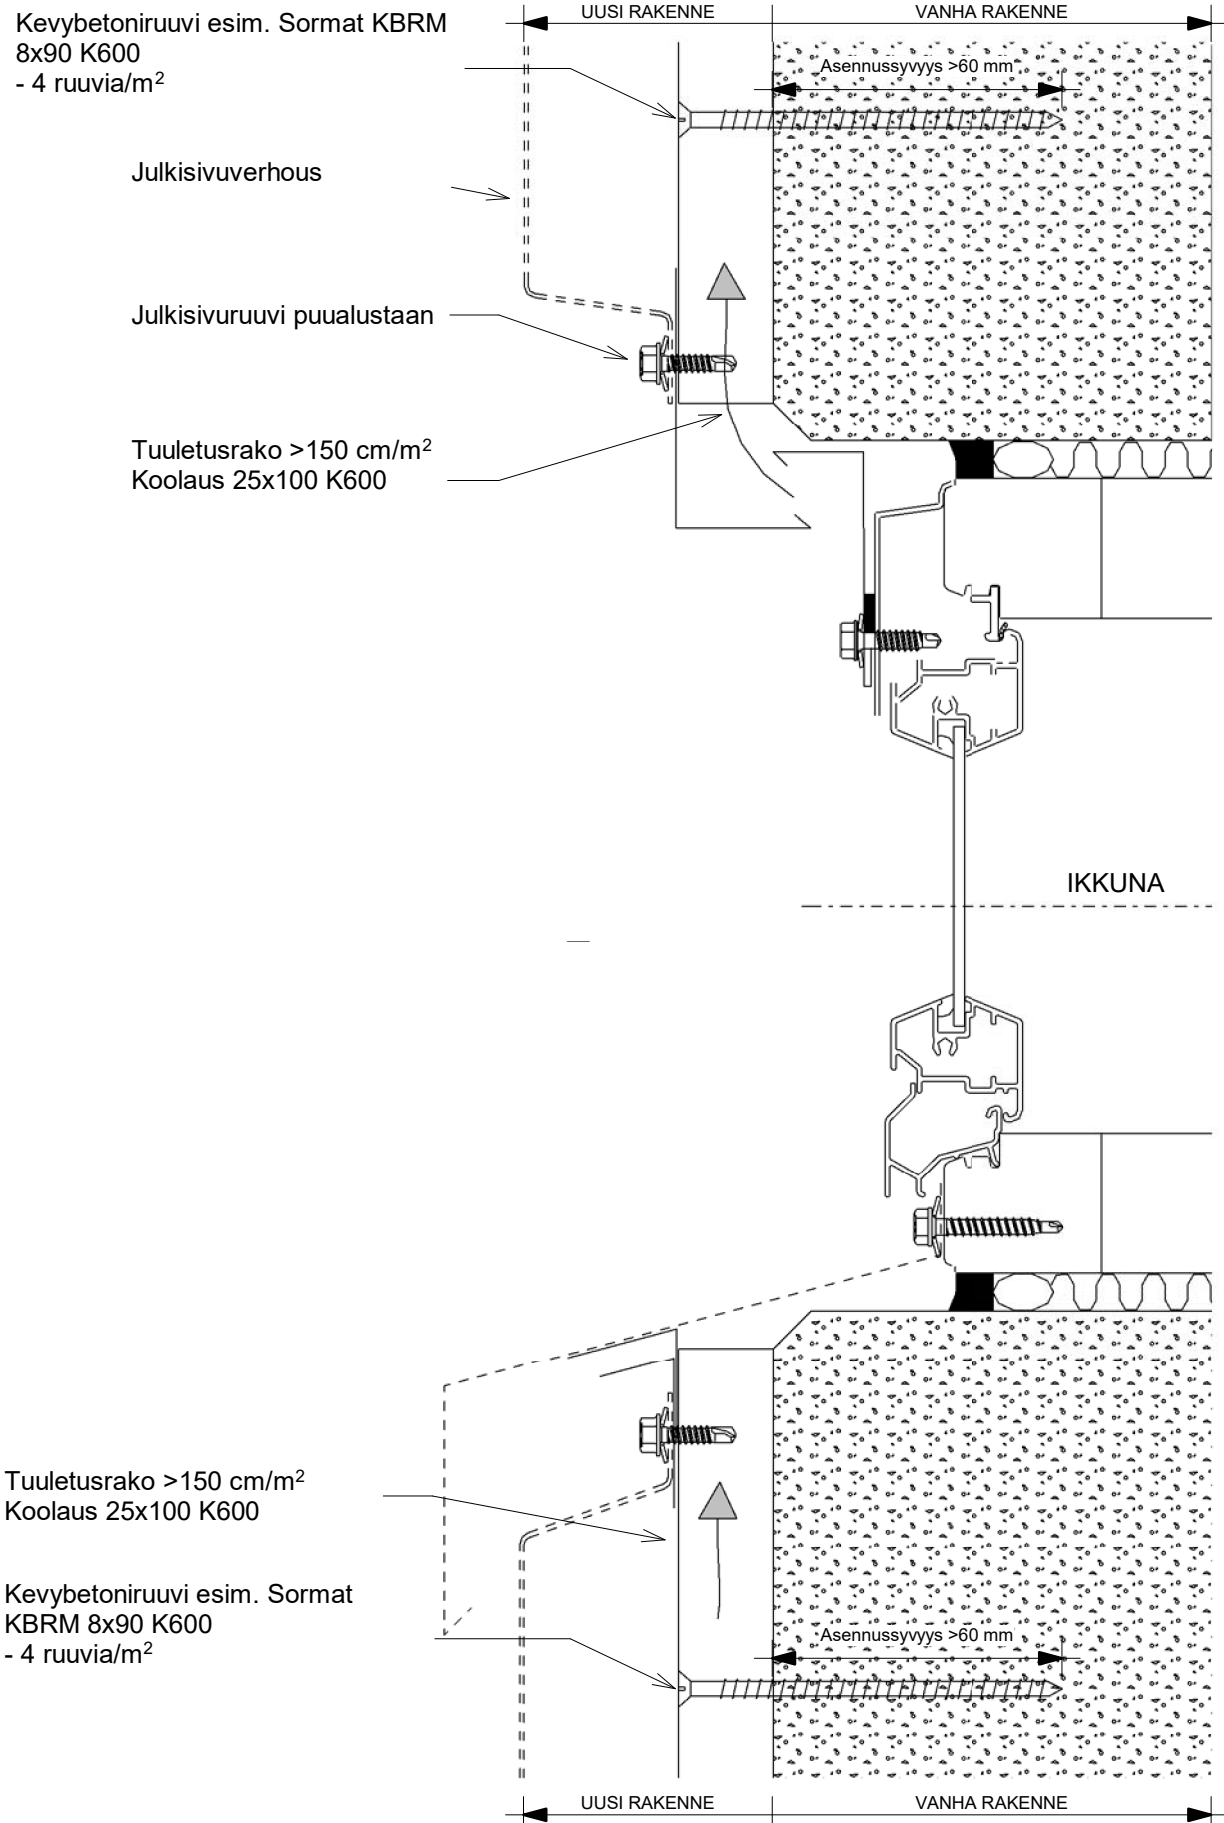 UUSI RAKENNE
VANHA RAKENNE
Kevybetoniruuvi esim. Sormat KBRM
8x90 K600
- 4 ruuvia/m²
Asennussyvyys >60 mm
Julkisivuverhous
Julkisivuruuvi puualustaan
Tuuletusrako >150 cm/m²
Koolaus 25x100 K600
IKKUNA
Tuuletusrako >150 cm/m²
Koolaus 25x100 K600
Kevybetoniruuvi esim. Sormat
KBRM 8x90 K600
- 4 ruuvia/m²
Asennussyvyys >60 mm
UUSI RAKENNE
VANHA RAKENNE